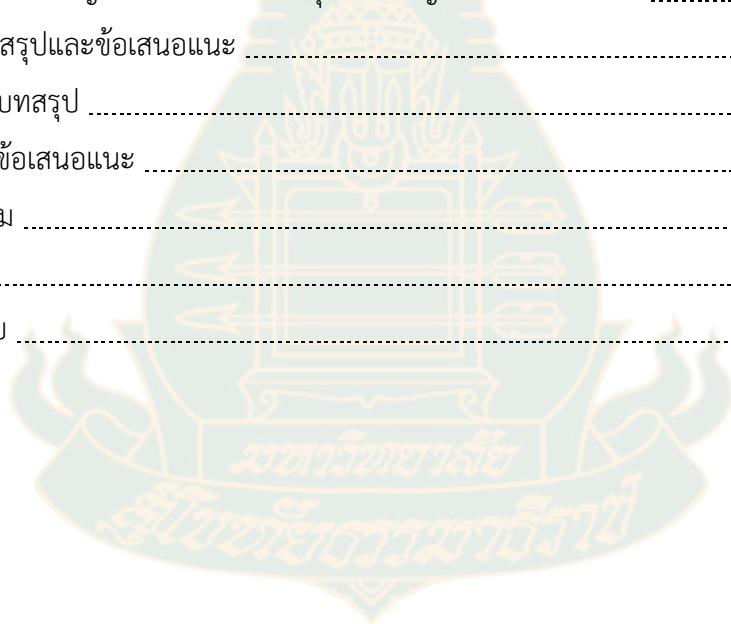 สรุปและข้อเสนอแนะ
บทสรุป
ข้อเสนอแนะ
ม
ย
มหาวิทยาลัย
สุโขทัยธรรมาธิราช